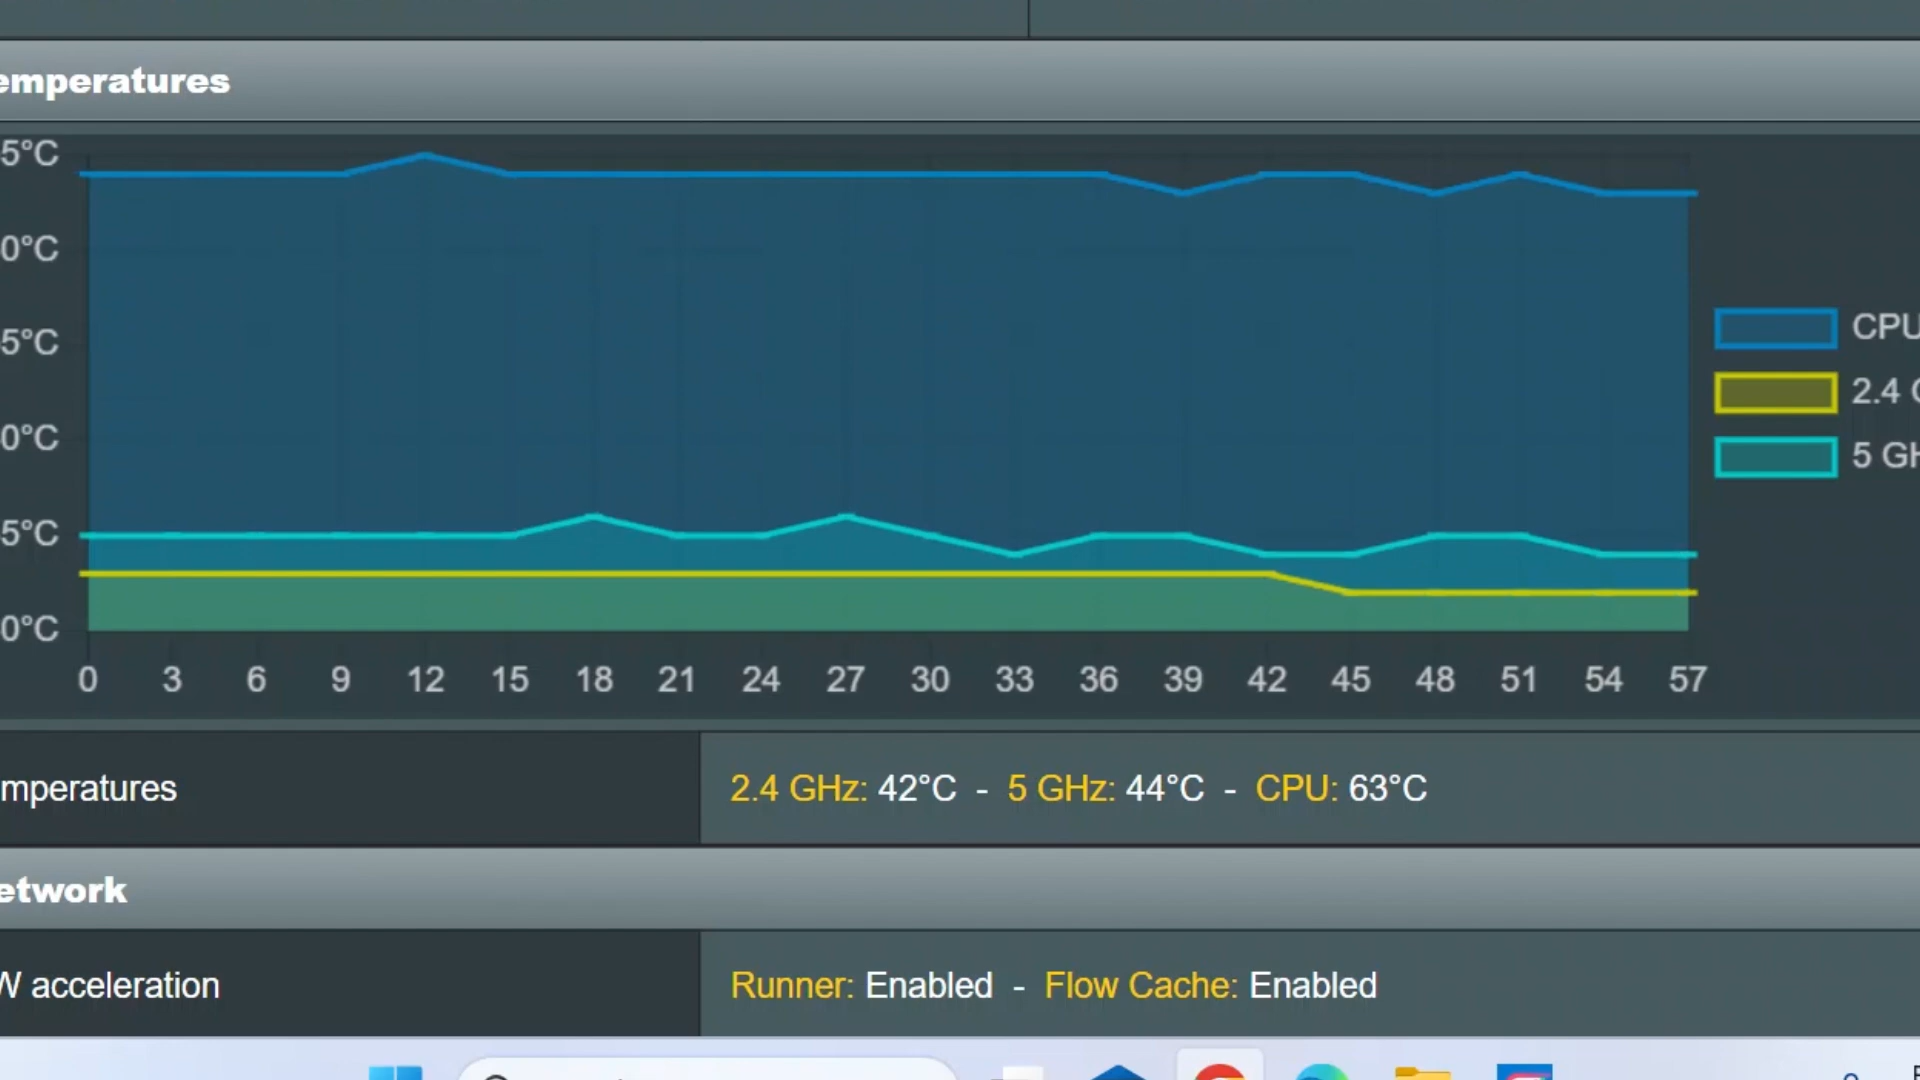 emperatures
5°C
0°C
5°C
0°C
5°C
0°C
0 3 6 9 12 15 18 21 24 27 30 33 36 39 42 45 48 51 54 57
CPU
2.4 G
5 GH
mperatures
2.4 GHz: 42°C - 5 GHz: 44°C - CPU: 63°C
etwork
W acceleration
Runner: Enabled - Flow Cache: Enabled